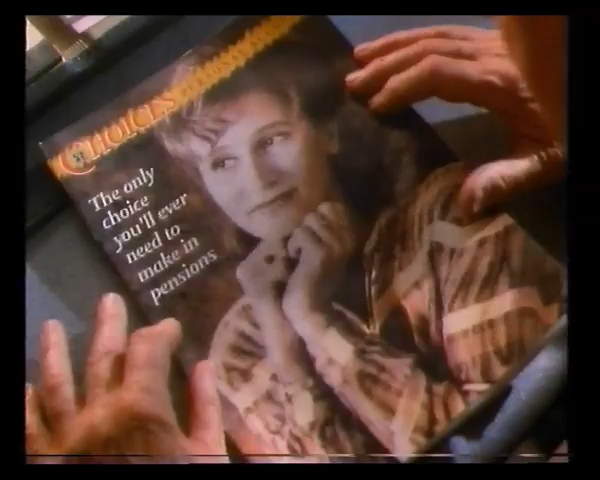 CHOICES
The only
choice
you'll ever
need to
make in
pensions